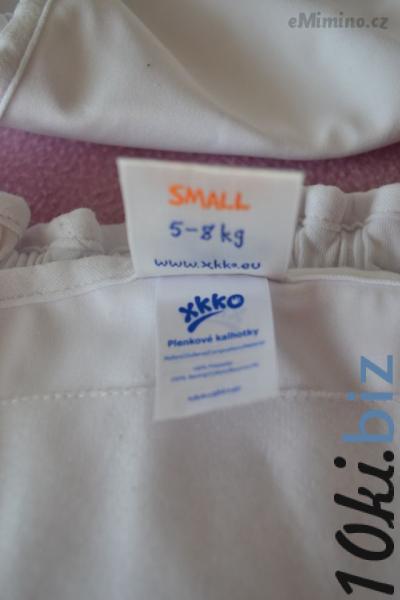 eMimino.cz
SMALL
5-8 kg
www.xkko.eu
xkko
Plenkové kalhotky
10ki.biz